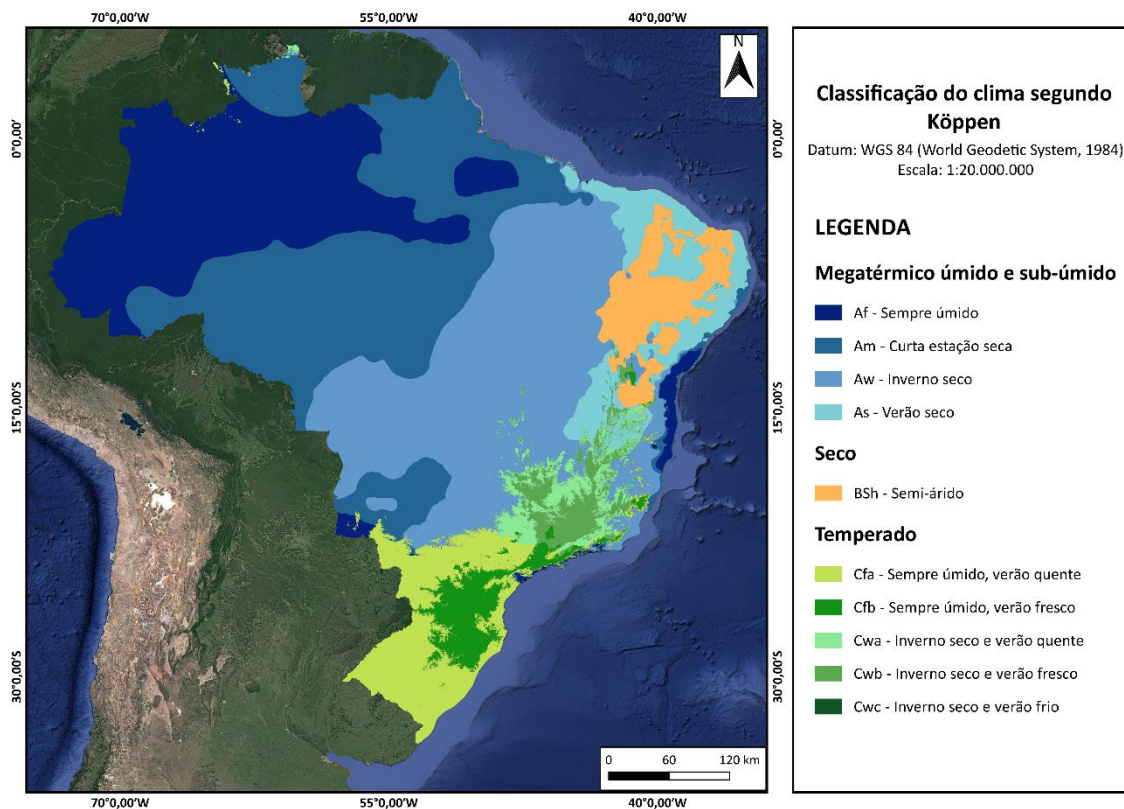 70°0,00'W 55°0,00'W 40°0,00'W
0°0,00'
15°0,00'S
30°0,00'S
N
0°0,00'
15°0,00'S
30°0,00'S
0 60 120 km
70°0,00'W 55°0,00'W 40°0,00'W
Classificação do clima segundo
Köppen
Datum: WGS 84 (World Geodetic System, 1984)
Escala: 1:20.000.000
LEGENDA
Megatérmico úmido e sub-úmido
Af - Sempre úmido
Am - Curta estação seca
Aw - Inverno seco
As - Verão seco
Seco
BSh - Semi-árido
Temperado
Cfa - Sempre úmido, verão quente
Cfb - Sempre úmido, verão fresco
Cwa - Inverno seco e verão quente
Cwb - Inverno seco e verão fresco
Cwc - Inverno seco e verão frio